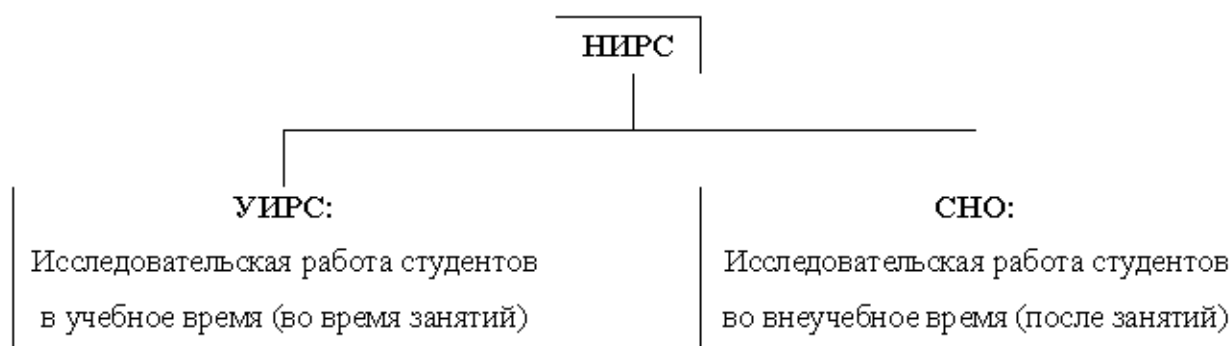 НИРС
УИРС:
Исследовательская работа студентов
в учебное время (во время занятий)
СНО:
Исследовательская работа студентов
во внеучебное время (после занятий)